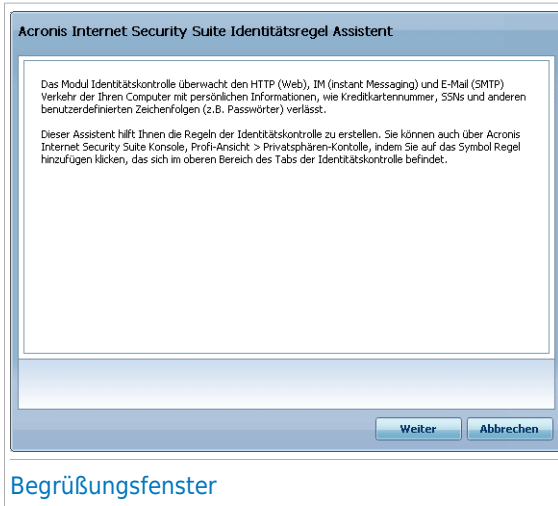 Acronis Internet Security Suite Identitätsregel Assistent
Das Modul Identitätskontrolle überwacht den HTTP (Web), IM (instant Messaging) und E-Mail (SMTP)
Verkehr der Ihren Computer mit persönlichen Informationen, wie Kreditkartennummer, SSNs und anderen
benutzerdefinierten Zeichenfolgen (z.B. Passwörter) verlässt.
Dieser Assistent hilft Ihnen die Regeln der Identitätskontrolle zu erstellen. Sie können auch über Acronis
Internet Security Suite Konsole, Profi-Ansicht > Privatsphären-Kontolle, indem Sie auf das Symbol Regel
hinzufügen klicken, das sich im oberen Bereich des Tabs der Identitätskontrolle befindet.
Weiter Abbrechen
Begrüßungsfenster